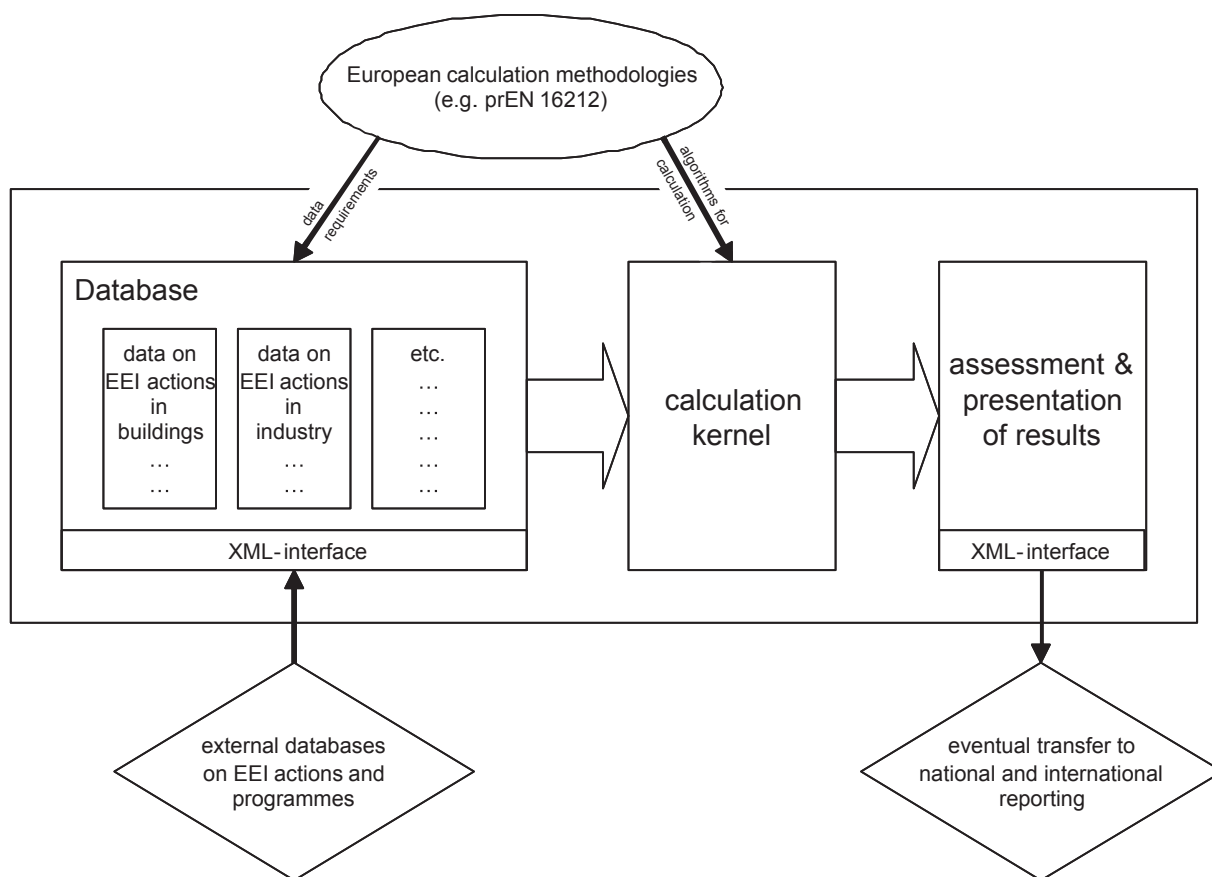 European calculation methodologies
(e.g. prEN 16212)
data
requirements
algorithms for
calculation
Database
data on
EEI actions
in
buildings
…
…
data on
EEI actions
in
industry
…
…
etc.
…
…
…
…
…
XML-interface
calculation
kernel
assessment &
presentation
of results
XML-interface
external databases
on EEI actions and
programmes
eventual transfer to
national and international
reporting